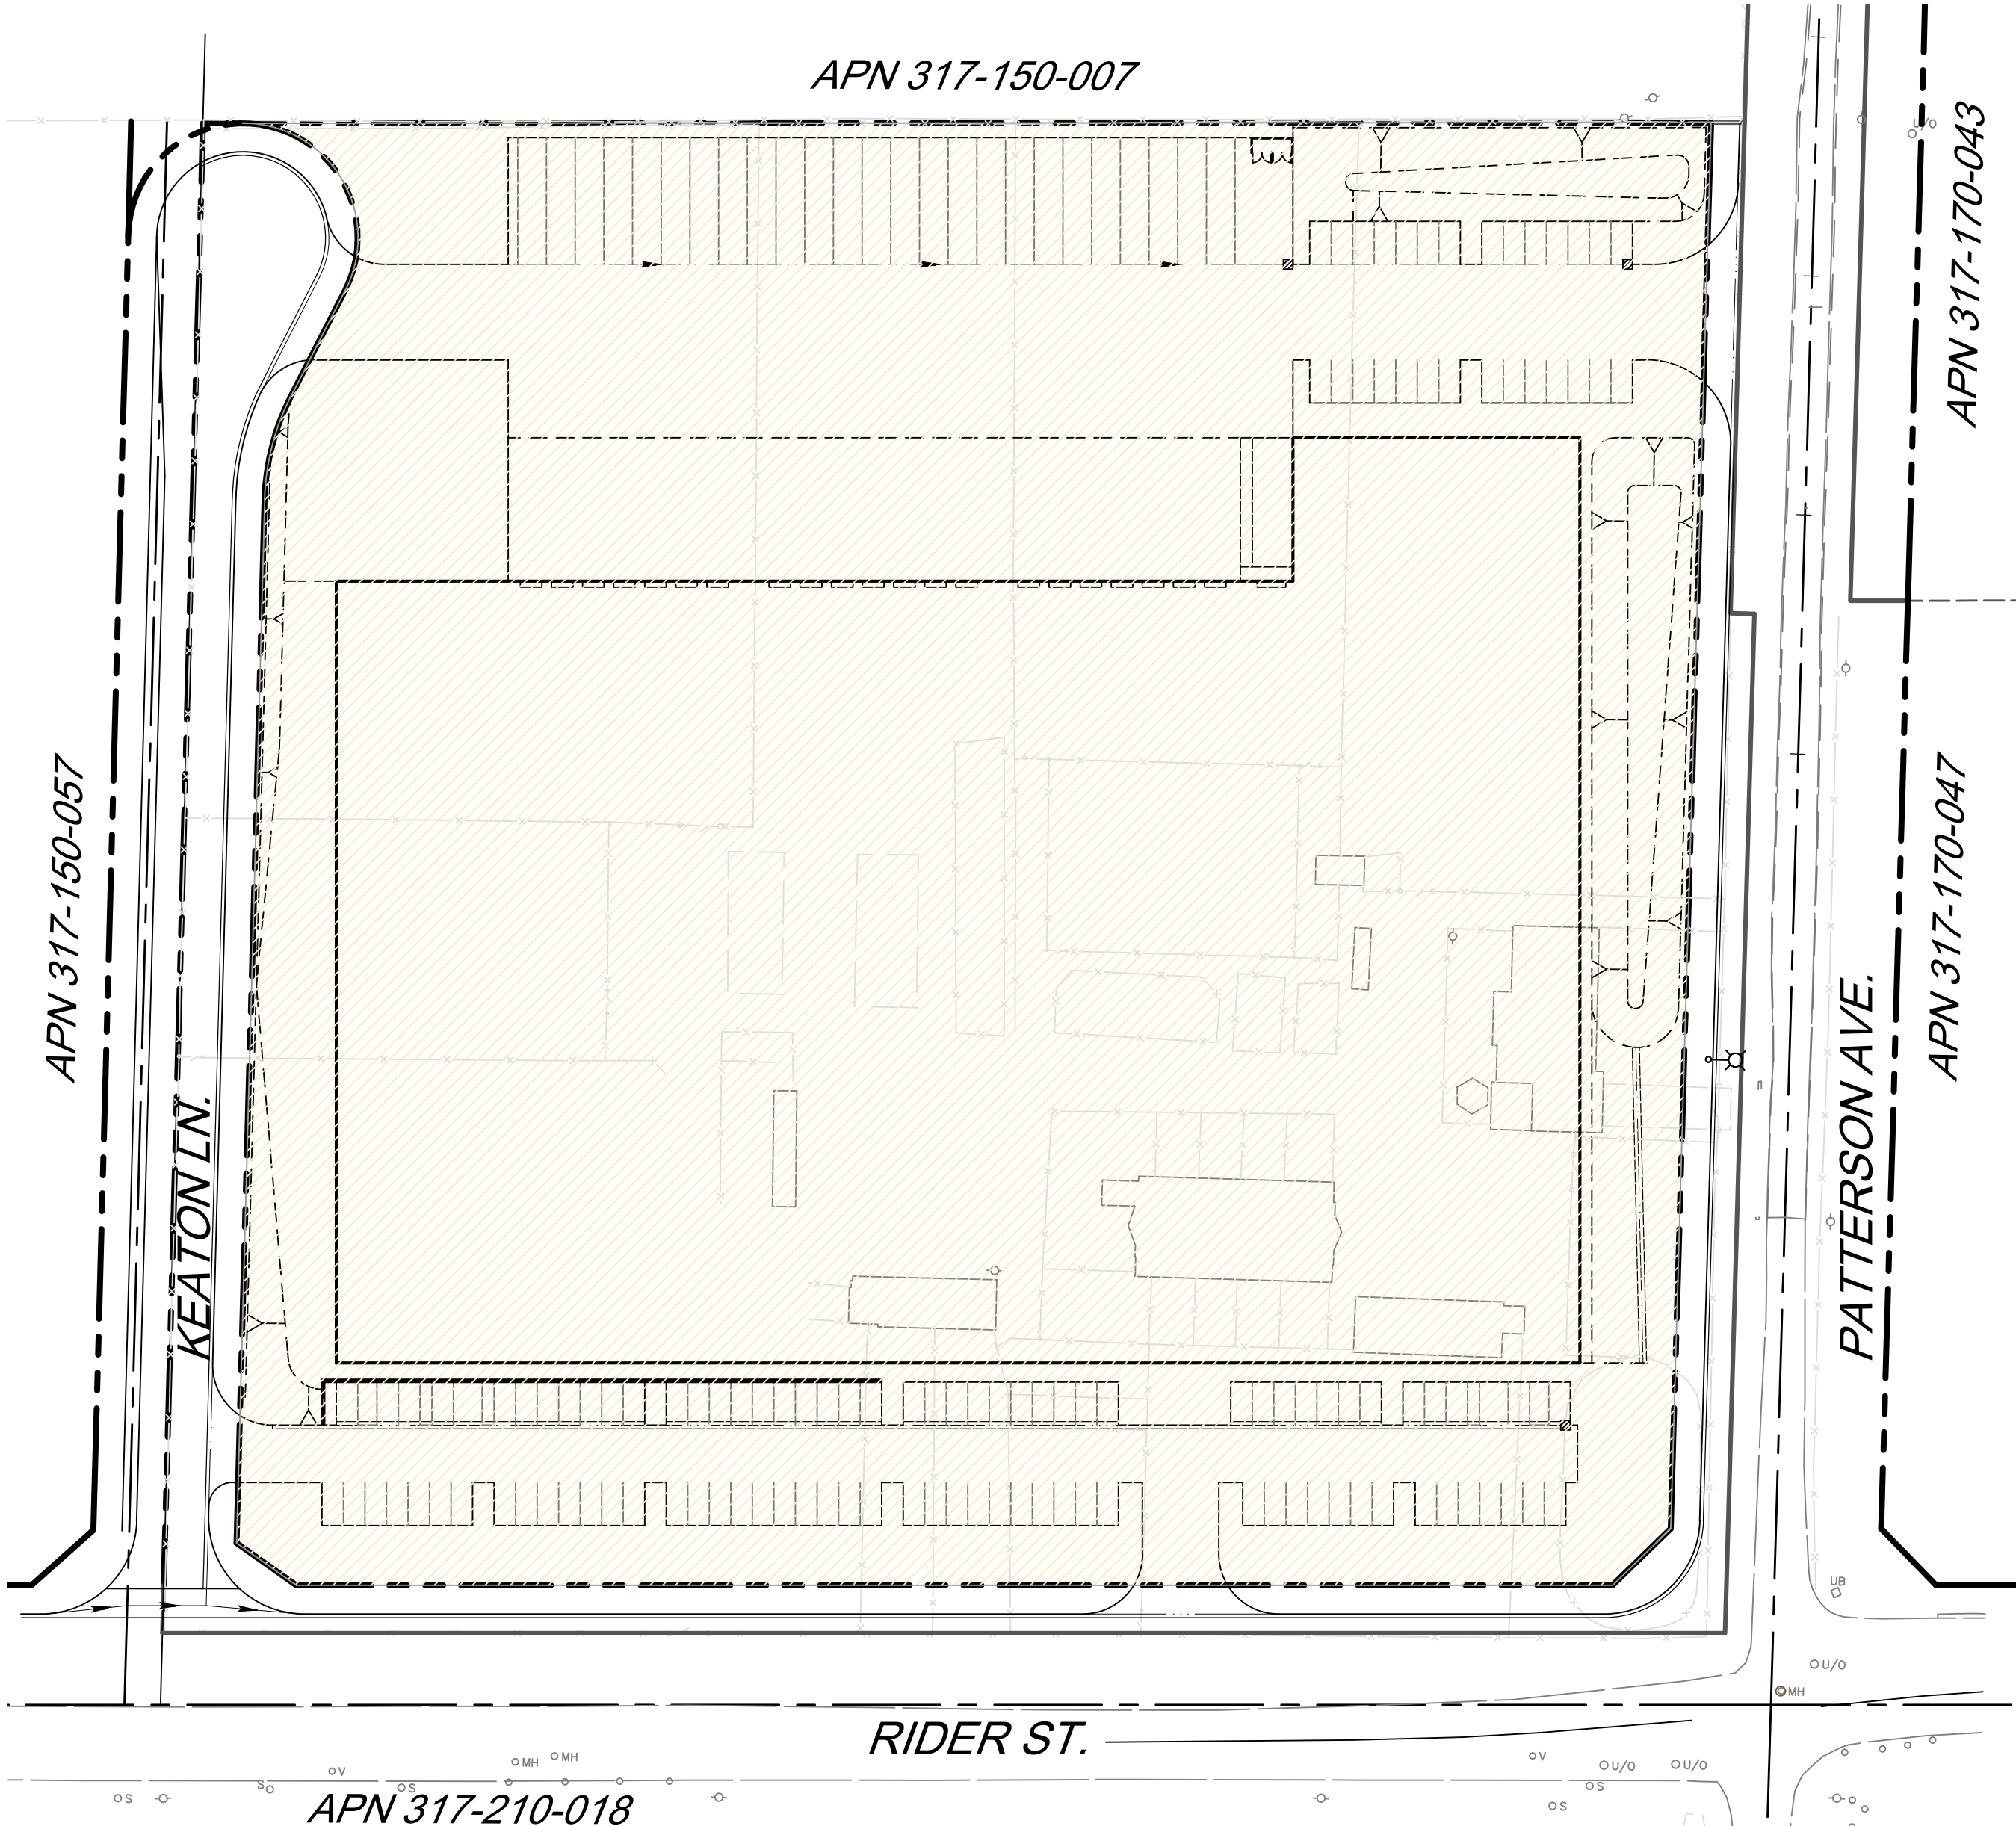 APN 317-150-007
U/O
APN 317-170-043
APN 317-150-057
APN 317-170-047
KEATON LN.
PATTERSON AVE.
UB
U/O
MH
RIDER ST.
MH
MH
V
V
U/O
U/O
S
S
S
S
S
APN 317-210-018